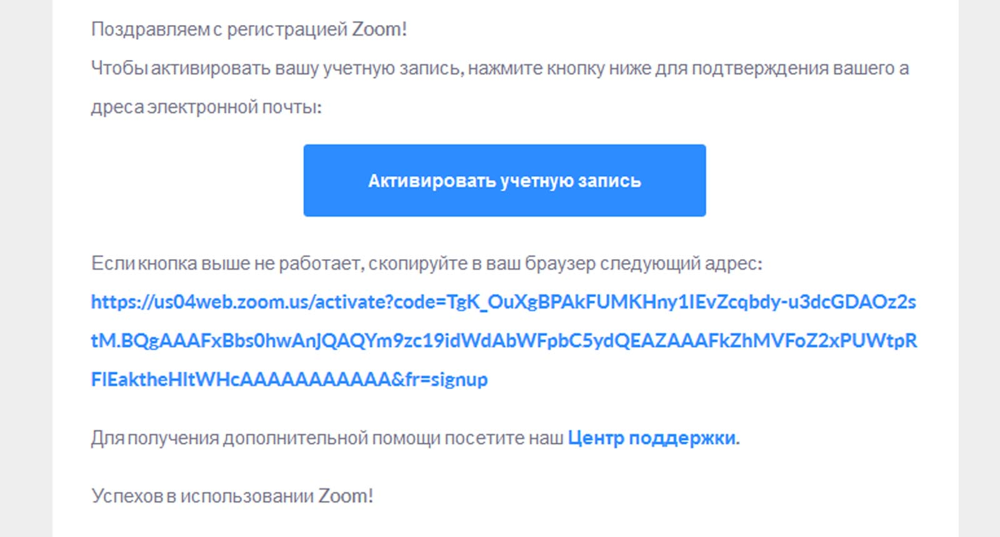 Поздравляем с регистрацией Zoom!
Чтобы активировать вашу учетную запись, нажмите кнопку ниже для подтверждения вашего а
дреса электронной почты:
Активировать учетную запись
Если кнопка выше не работает, скопируйте в ваш браузер следующий адрес:
https://us04web.zoom.us/activate?code=TgK_OuXgBPAkFUMKHny1lEvZcqbdy-u3dcGDAOz2s
tM.BQgAAAFxBbs0hwAnJQAQYm9zc19idWdAbWFpbC5ydQEAZAAAFkZhMVFoZ2xPUWtpR
FlEaktheHltWHcAAAAAAAAAAA&fr=signup
Для получения дополнительной помощи посетите наш Центр поддержки.
Успехов в использовании Zoom!